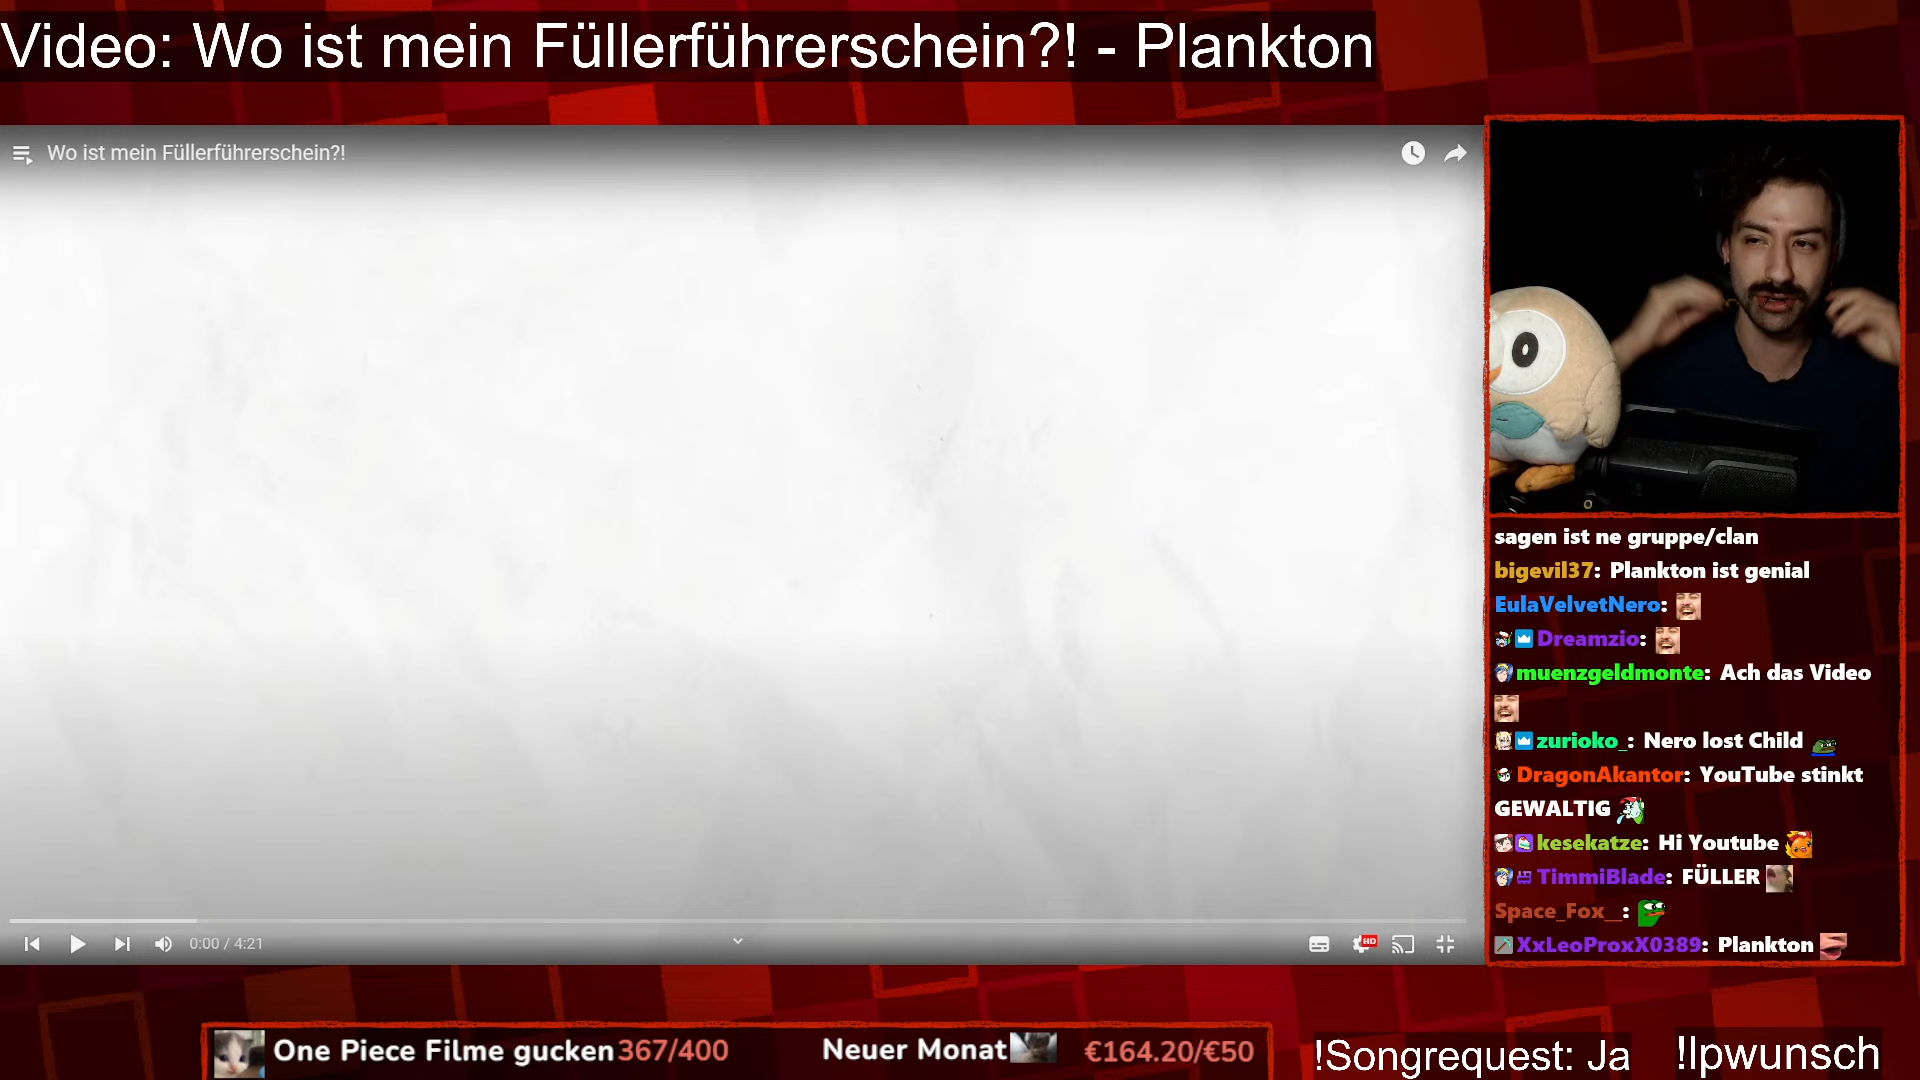 Video: Wo ist mein Füllerführerschein?! - Plankton
Wo ist mein Füllerführerschein?!
sagen ist ne gruppe/clan
bigevil37: Plankton ist genial
EulaVelvetNero:
Dreamzio:
muenzgeldmonte: Ach das Video
zurioko_: Nero lost Child
DragonAkantor: YouTube stinkt
GEWALTIG
kesekatze: Hi Youtube
TimmiBlade: FÜLLER
Space_Fox__:
XxLeoProxX0389: Plankton
0:00 / 4:21
HD
One Piece Filme gucken 367/400
Neuer Monat €164.20/€50
!Songrequest: Ja
!lpwunsch